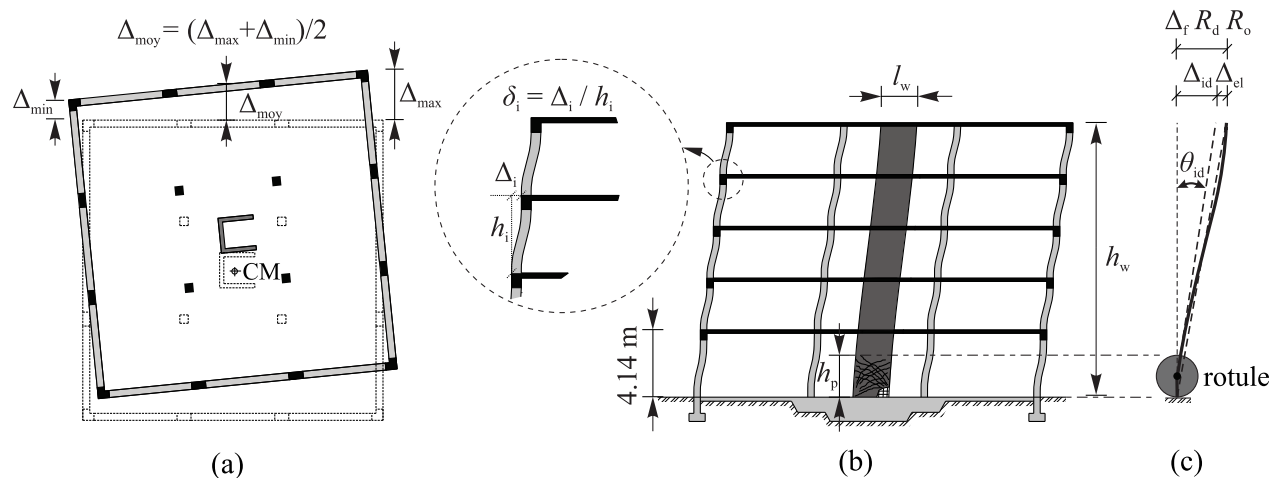 Δmoy = (Δmax+Δmin)/2
Δmin
Δmoy
Δmax
CM
(a)
δi = Δi / hi
Δi
hi
lw
hw
hp
4.14 m
(b)
Δf Rd Ro
Δid Δel
θid
rotule
(c)